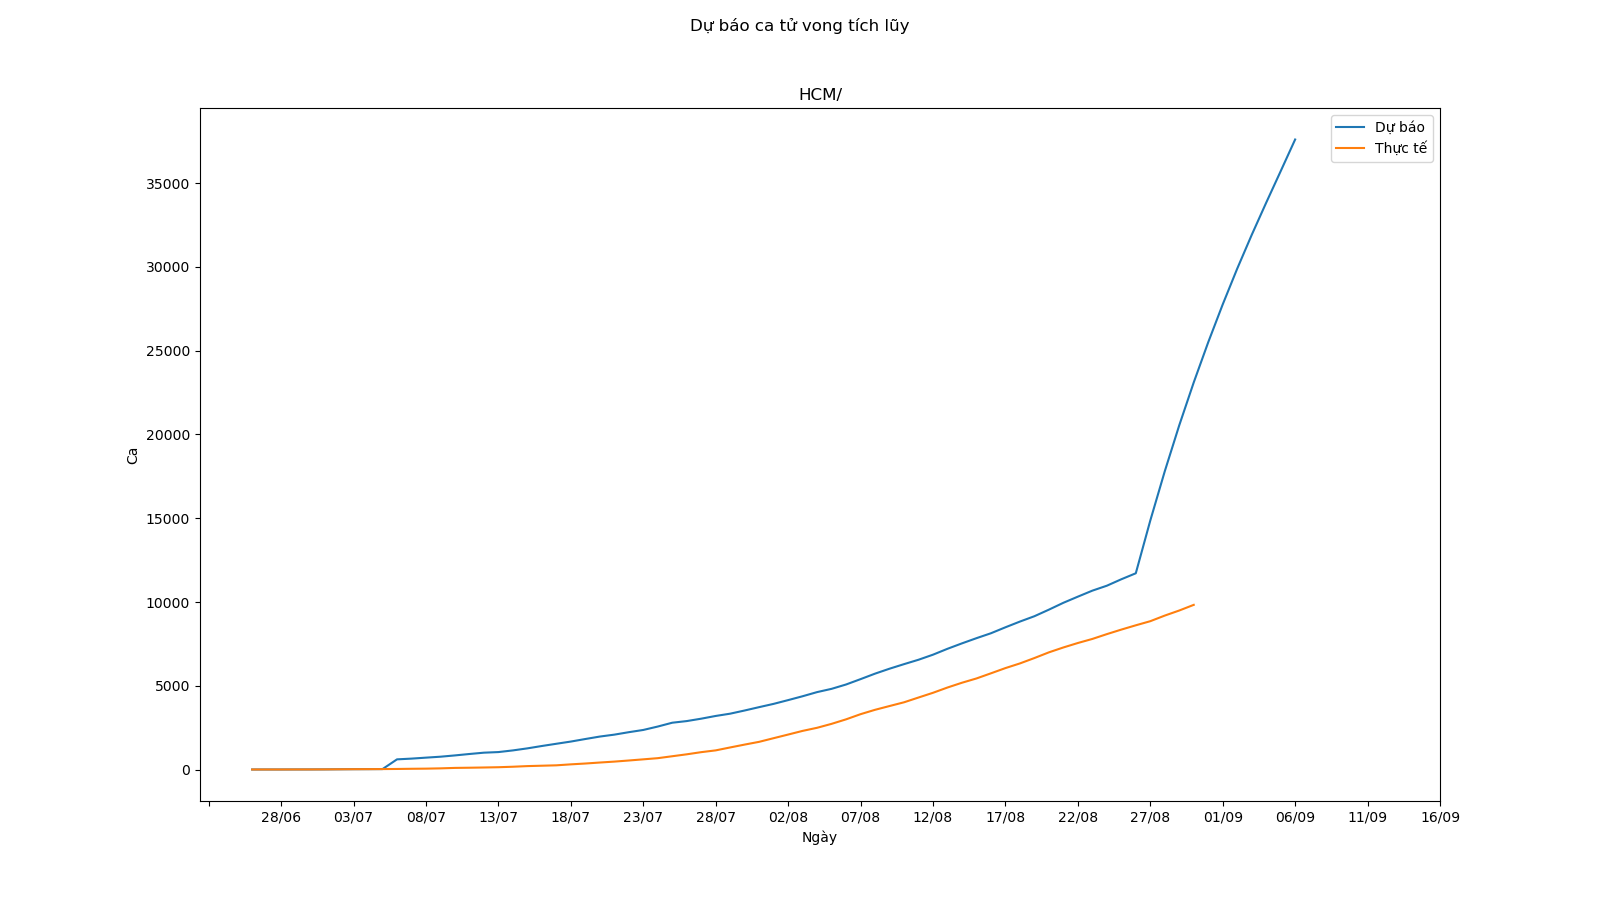 Dự báo ca tử vong tích lũy
HCM/
Dự báo
Thực tế
35000
30000
25000
20000
15000
10000
5000
0
Ca
28/06 03/07 08/07 13/07 18/07 23/07 28/07 02/08 07/08 12/08 17/08 22/08 27/08 01/09 06/09 11/09 16/09
Ngày